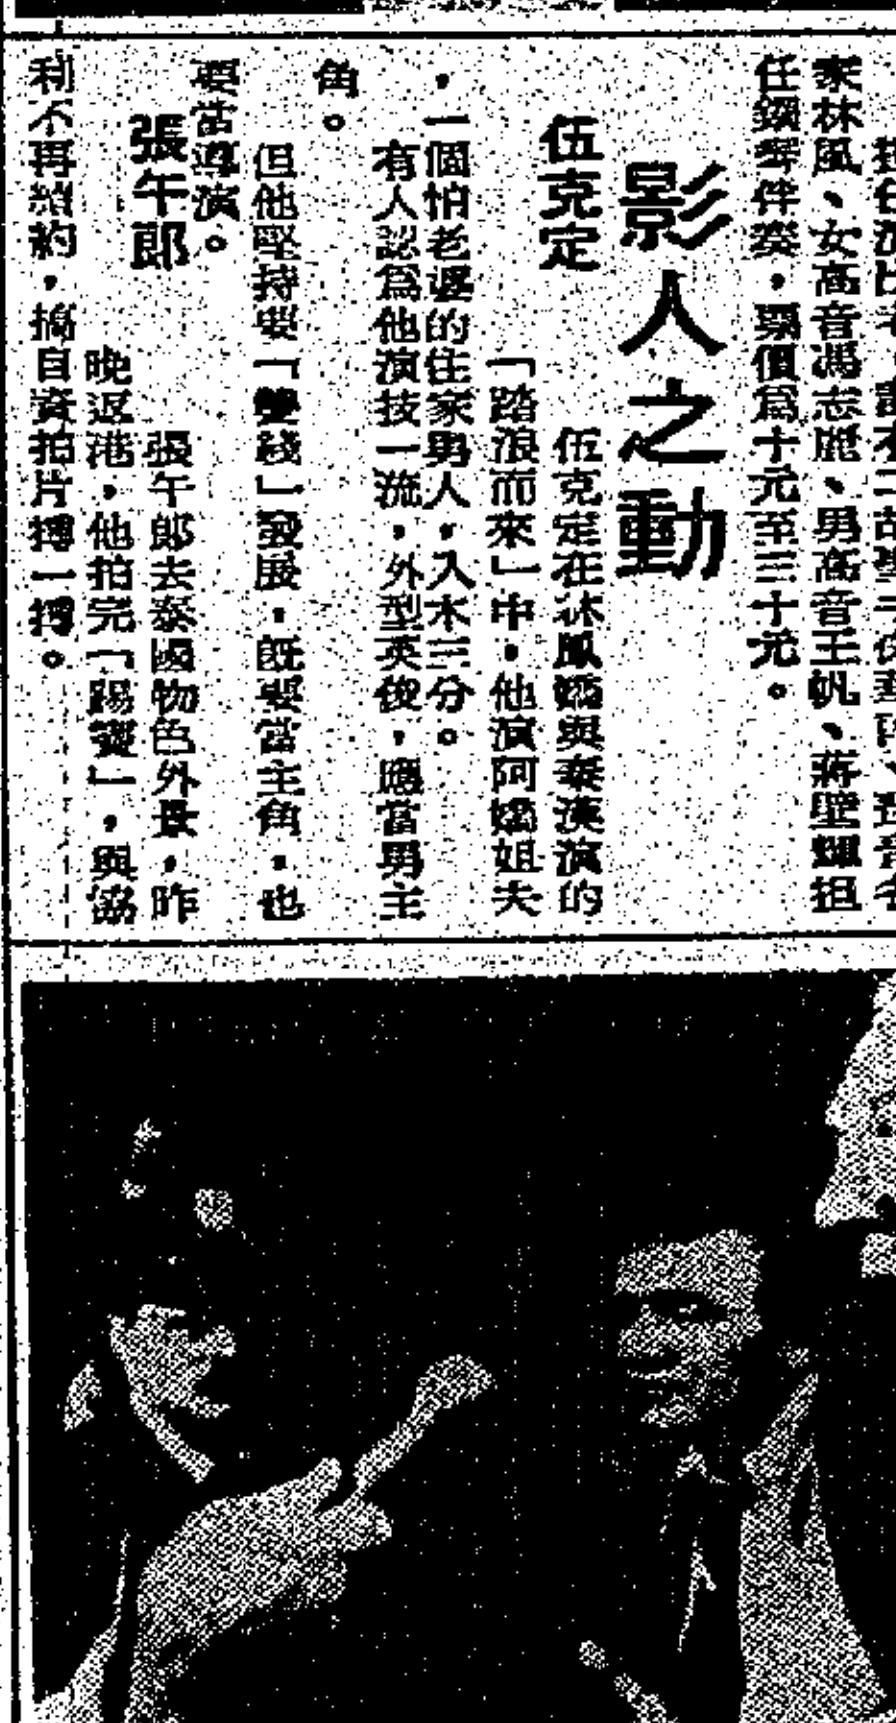 家林風、女高音馮志麗、男高音王帆、蔣壁輝担
任鋼琴伴奏，票價爲十元至三十元。
影人之動
伍克定
伍克定在林鳳嬌與秦漢演的
「踏浪而來」中，他演阿嬌姐夫
，一個怕老婆的住家男人，入木三分。
有人認爲他演技一流，外型英俊，應當男主
角。
但他堅持要「雙綫」發展，旣要當主角，也
要當導演。
張午郎
張午郎去泰國物色外景，昨
晚返港，他拍完「踢竇」，與協
利不再續約，搞自資拍片搏一搏。